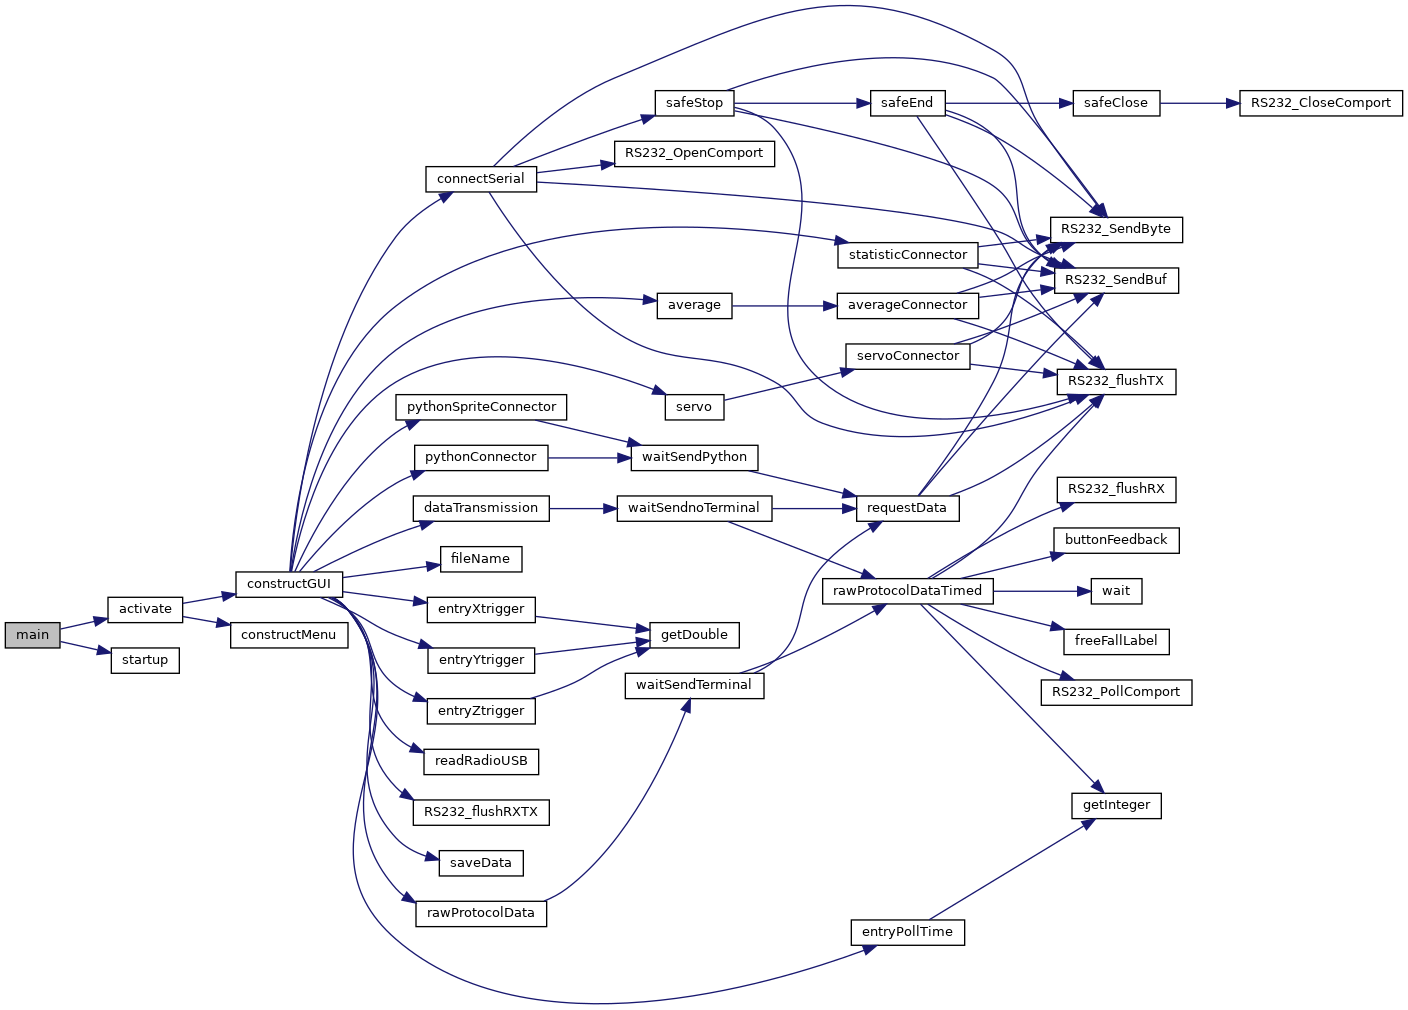 main
activate
startup
constructGUI
constructMenu
connectSerial
pythonSpriteConnector
pythonConnector
dataTransmission
fileName
entryXtrigger
entryYtrigger
entryZtrigger
readRadioUSB
RS232_flushRXTX
saveData
rawProtocolData
safeStop
RS232_OpenComport
average
servo
waitSendPython
waitSendnoTerminal
getDouble
waitSendTerminal
safeEnd
statisticConnector
averageConnector
servoConnector
requestData
rawProtocolDataTimed
entryPollTime
safeClose
RS232_SendByte
RS232_SendBuf
RS232_flushTX
RS232_flushRX
buttonFeedback
wait
freeFallLabel
RS232_PollComport
getInteger
RS232_CloseComport